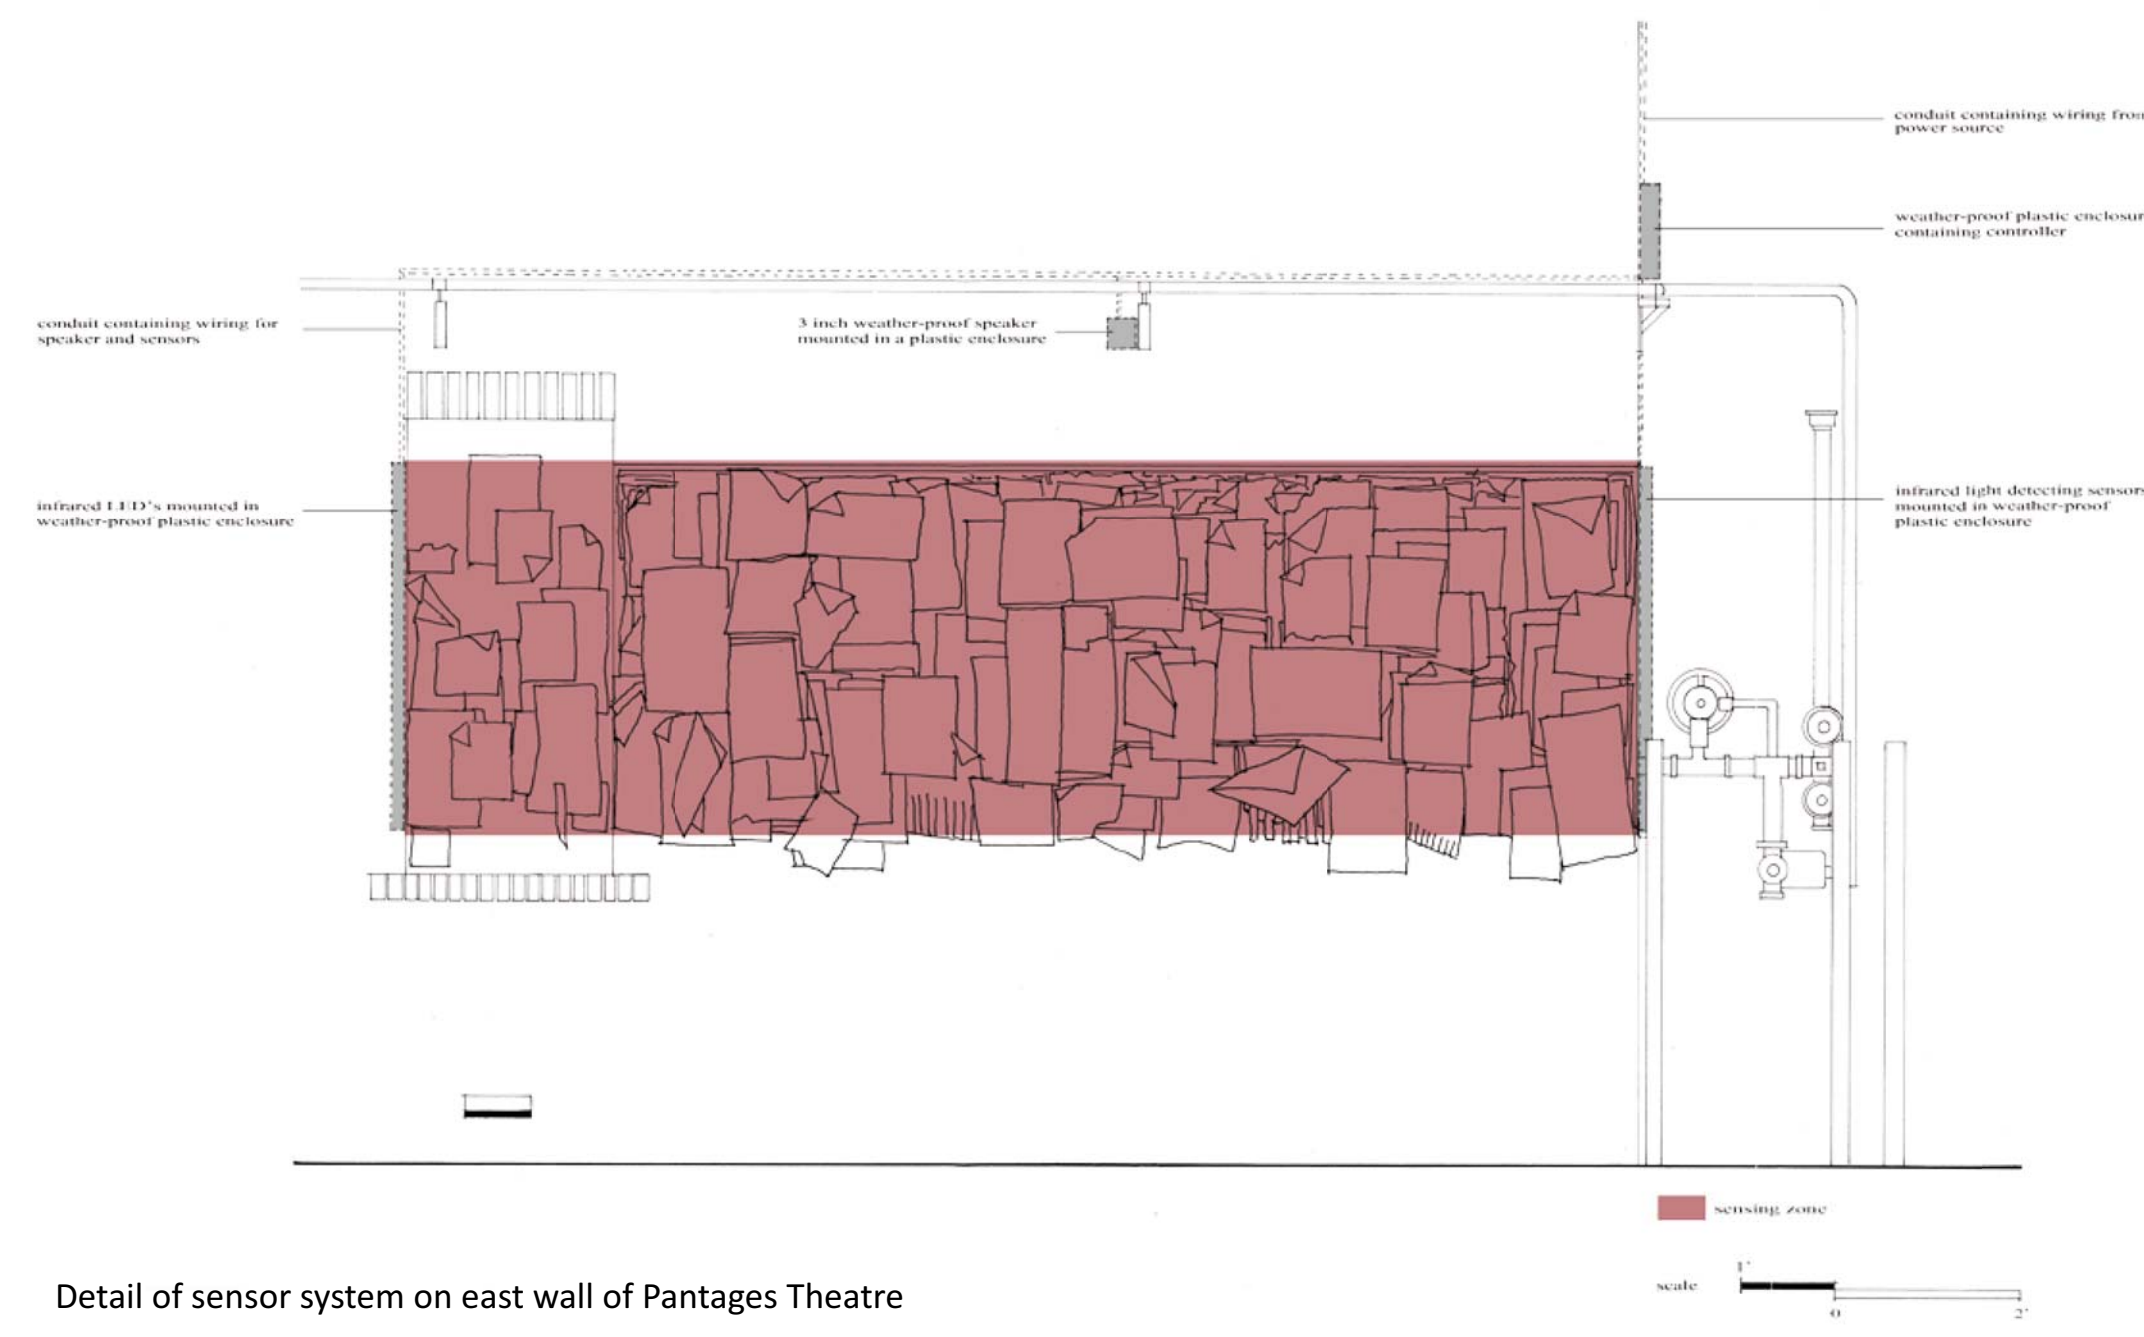 conduit containing wiring from
power source
weather-proof plastic enclosur
containing controller
conduit containing wiring for
speaker and sensors
3 inch weather-proof speaker
mounted in a plastic enclosure
infrared LED's mounted in
weather-proof plastic enclosure
infrared light detecting sensors
mounted in weather-proof
plastic enclosure
sensing zone
scale
1'
0
2'
Detail of sensor system on east wall of Pantages Theatre